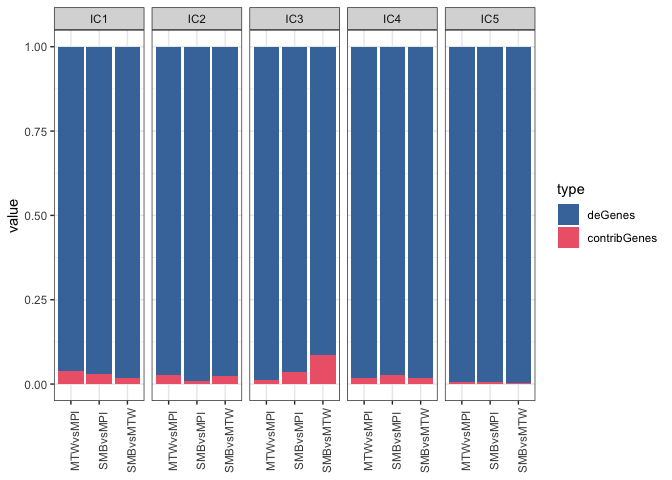 IC1
IC2
IC3
IC4
IC5
1.00
0.75
0.50
0.25
0.00
value
MTWvsMPI
SMBvsMPI
SMBvsMTW
MTWvsMPI
SMBvsMPI
SMBvsMTW
MTWvsMPI
SMBvsMPI
SMBvsMTW
MTWvsMPI
SMBvsMPI
SMBvsMTW
MTWvsMPI
SMBvsMPI
SMBvsMTW
type
deGenes
contribGenes